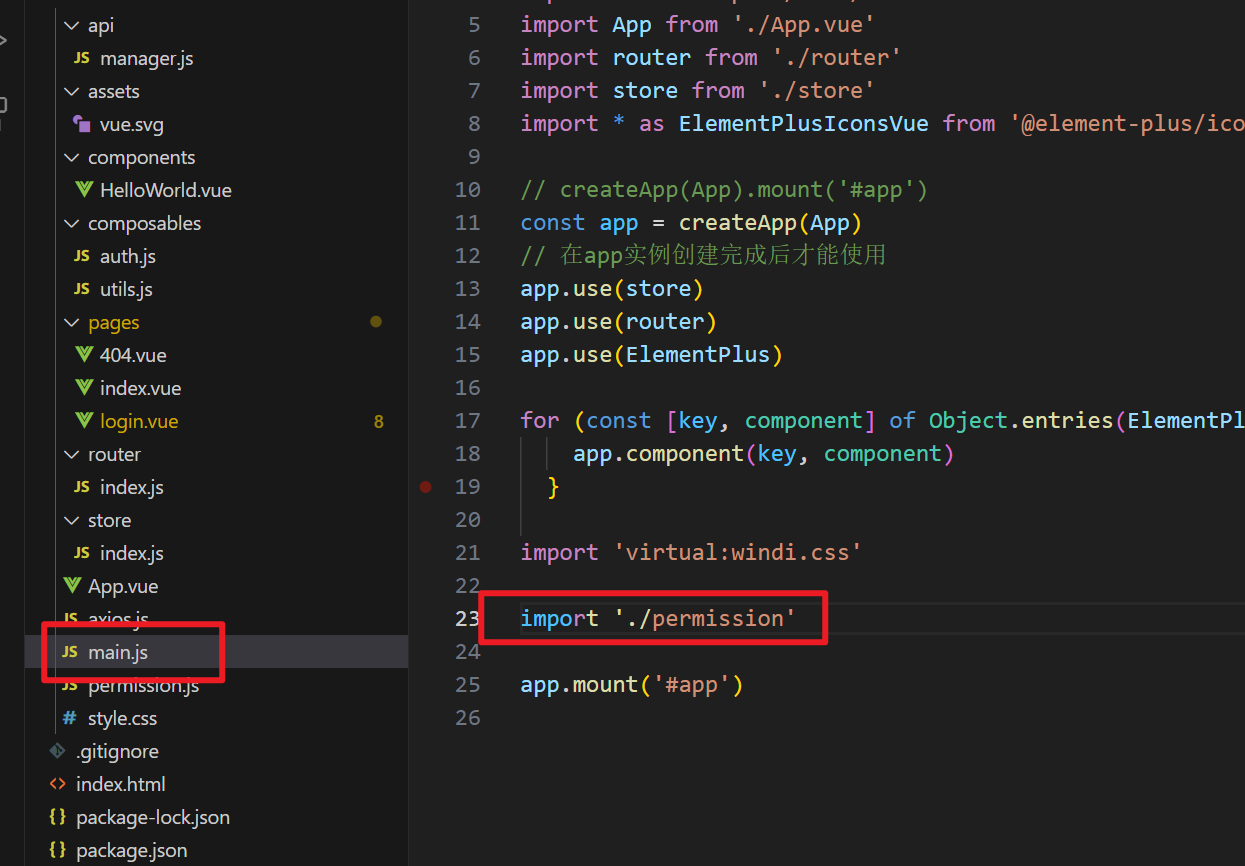 api
JS manager.js
assets
vue.svg
components
HelloWorld.vue
composables
JS auth.js
JS utils.js
pages
404.vue
index.vue
login.vue 8
router
JS index.js
store
JS index.js
App.vue
JS axios.js
JS main.js
JS permission.js
# style.css
.gitignore
<> index.html
{} package-lock.json
{} package.json
5 import App from './App.vue'
6 import router from './router'
7 import store from './store'
8 import * as ElementPlusIconsVue from '@element-plus/ico
9
10 // createApp(App).mount('#app')
11 const app = createApp(App)
12 // 在app实例创建完成后才能使用
13 app.use(store)
14 app.use(router)
15 app.use(ElementPlus)
16
17 for (const [key, component] of Object.entries(ElementPl
18 app.component(key, component)
19 }
20
21 import 'virtual:windi.css'
22
23 import './permission'
24
25 app.mount('#app')
26